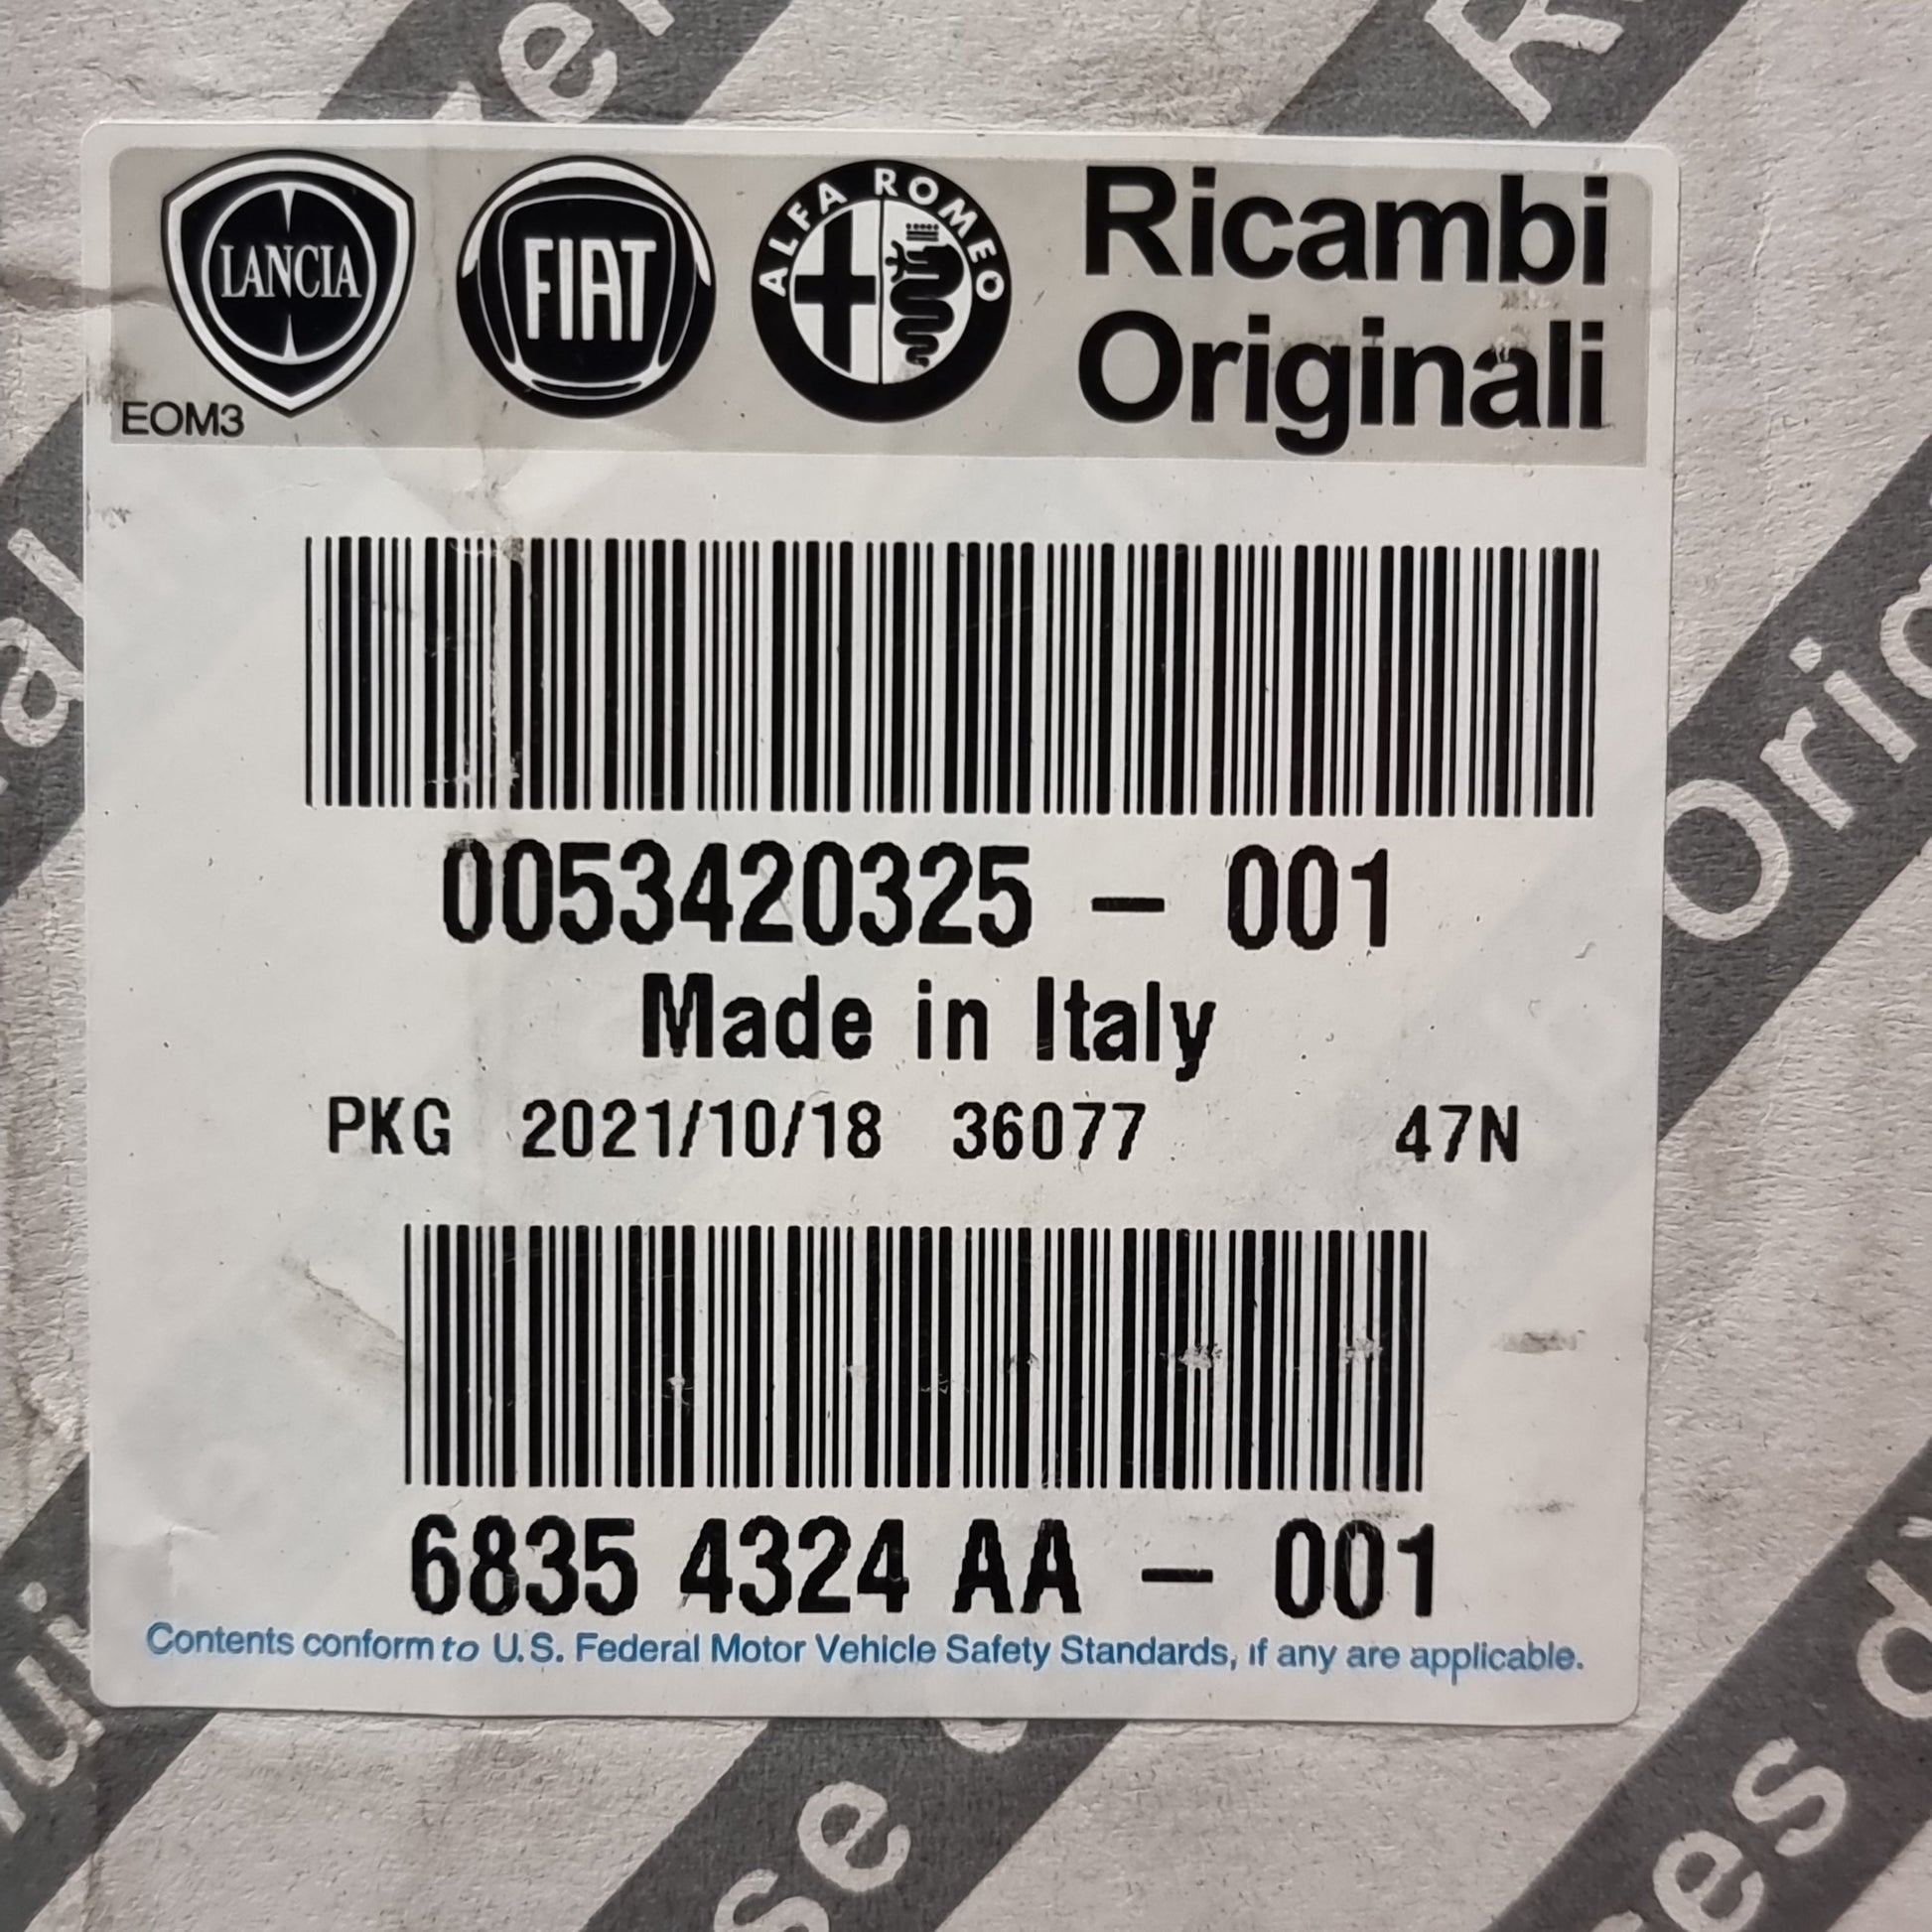 LANCIA
FIAT
ALFA ROMEO
Ricambi
Originali
EOM3
0053420325 - 001
Made in Italy
PKG 2021/10/18 36077 47N
6835 4324 AA - 001
Contents conform to U.S. Federal Motor Vehicle Safety Standards, if any are applicable.